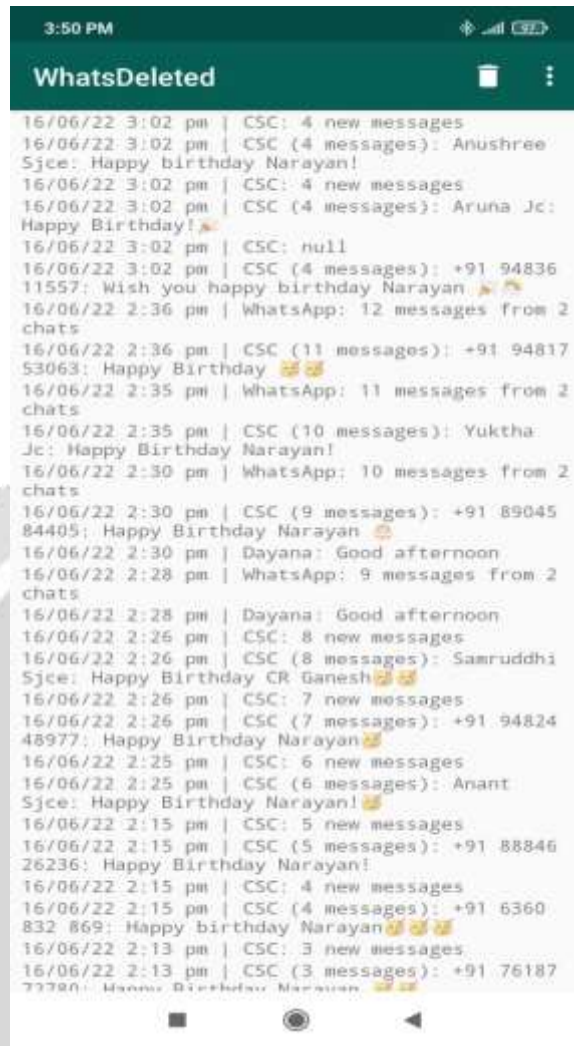 3:50 PM 97
WhatsDeleted
16/06/22 3:02 pm | CSC: 4 new messages
16/06/22 3:02 pm | CSC (4 messages): Anushree
Sjce: Happy birthday Narayan!
16/06/22 3:02 pm | CSC: 4 new messages
16/06/22 3:02 pm | CSC (4 messages): Aruna Jc:
Happy Birthday!🎉
16/06/22 3:02 pm | CSC: null
16/06/22 3:02 pm | CSC (4 messages): +91 94836
11557: Wish you happy birthday Narayan 🎉
16/06/22 2:36 pm | WhatsApp: 12 messages from 2
chats
16/06/22 2:36 pm | CSC (11 messages): +91 94817
53063: Happy Birthday 🥳🥳
16/06/22 2:35 pm | WhatsApp: 11 messages from 2
chats
16/06/22 2:35 pm | CSC (10 messages): Yuktha
Jc: Happy Birthday Narayan!
16/06/22 2:30 pm | WhatsApp: 10 messages from 2
chats
16/06/22 2:30 pm | CSC (9 messages): +91 89045
84405: Happy Birthday Narayan 🎂
16/06/22 2:30 pm | Dayana: Good afternoon
16/06/22 2:28 pm | WhatsApp: 9 messages from 2
chats
16/06/22 2:28 pm | Dayana: Good afternoon
16/06/22 2:26 pm | CSC: 8 new messages
16/06/22 2:26 pm | CSC (8 messages): Samruddhi
Sjce: Happy Birthday CR Ganesh🥳🥳
16/06/22 2:26 pm | CSC: 7 new messages
16/06/22 2:26 pm | CSC (7 messages): +91 94824
48977: Happy Birthday Narayan🥳
16/06/22 2:25 pm | CSC: 6 new messages
16/06/22 2:25 pm | CSC (6 messages): Anant
Sjce: Happy Birthday Narayan!🥳
16/06/22 2:15 pm | CSC: 5 new messages
16/06/22 2:15 pm | CSC (5 messages): +91 88846
26236: Happy Birthday Narayan!
16/06/22 2:15 pm | CSC: 4 new messages
16/06/22 2:15 pm | CSC (4 messages): +91 6360
832 869: Happy birthday Narayan🥳🥳🥳
16/06/22 2:13 pm | CSC: 3 new messages
16/06/22 2:13 pm | CSC (3 messages): +91 76187
72780: Happy Birthday Narayan 🥳🥳